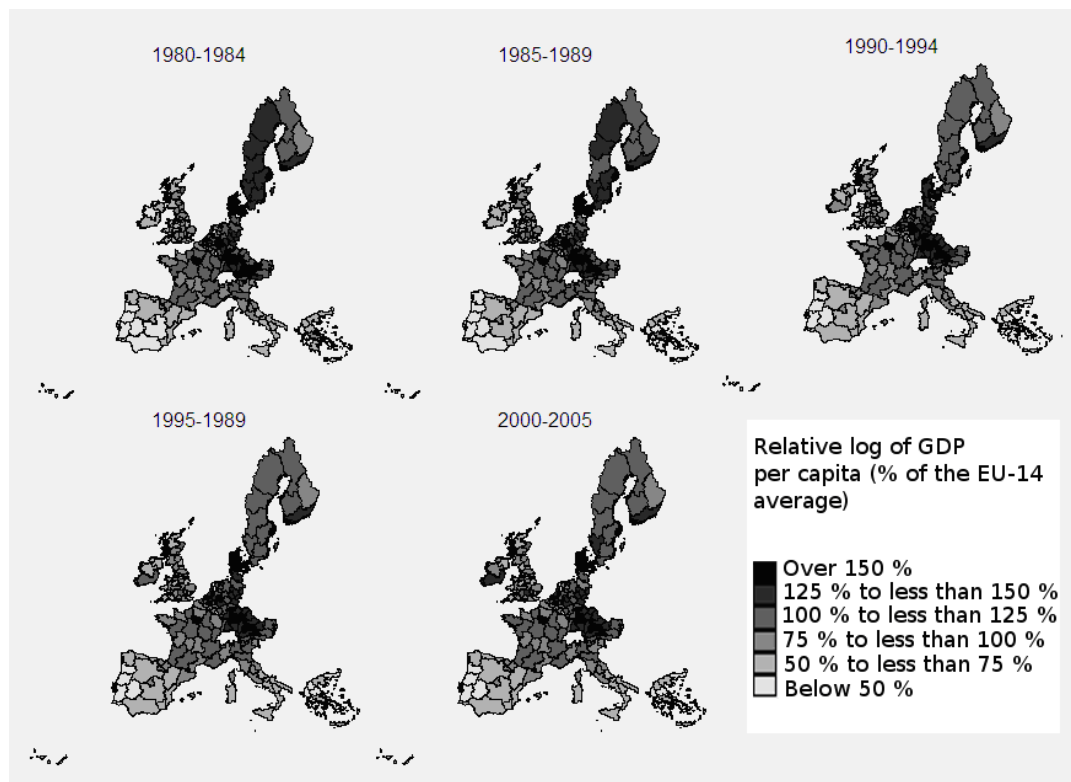 1980-1984
1985-1989
1990-1994
1995-1989
2000-2005
Relative log of GDP
per capita (% of the EU-14
average)
Over 150 %
125 % to less than 150 %
100 % to less than 125%
75 % to less than 100 %
50 % to less than 75 %
Below 50 %